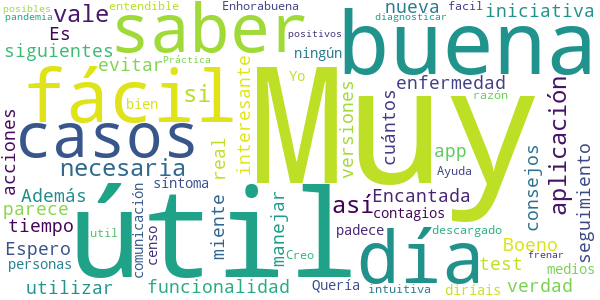 posibles
entendible
Enhorabuena
facil
nueva
iniciativa
pandemia
vale
saber
buena
diagnosticar
Es
siguientes
evitar
Práctica
si
interesante
Yo
positivos
ningún
enfermedad
fácil
bien
Muy
versiones
cuántos
razón
casos
necesaria
real
app
Ayuda
aplicación
acciones
síntoma
Además
parece
tiempo
útil
miente
manejar
así
Encantada
contagios
consejos
seguimiento
comunicación
censo
padece
día
descargado
Espero
util
Creo
Boeno
frenar
personas
test
medios
utilizar
funcionalidad
Quería
intuitiva
diriais
verdad